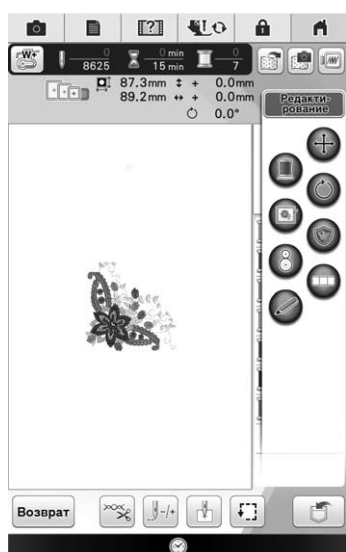 W+
0 0 min 0
8625 15 min 7
87.3mm + 0.0mm
89.2mm + 0.0mm
0.0°
Редакти-
рование
Возврат
-/+